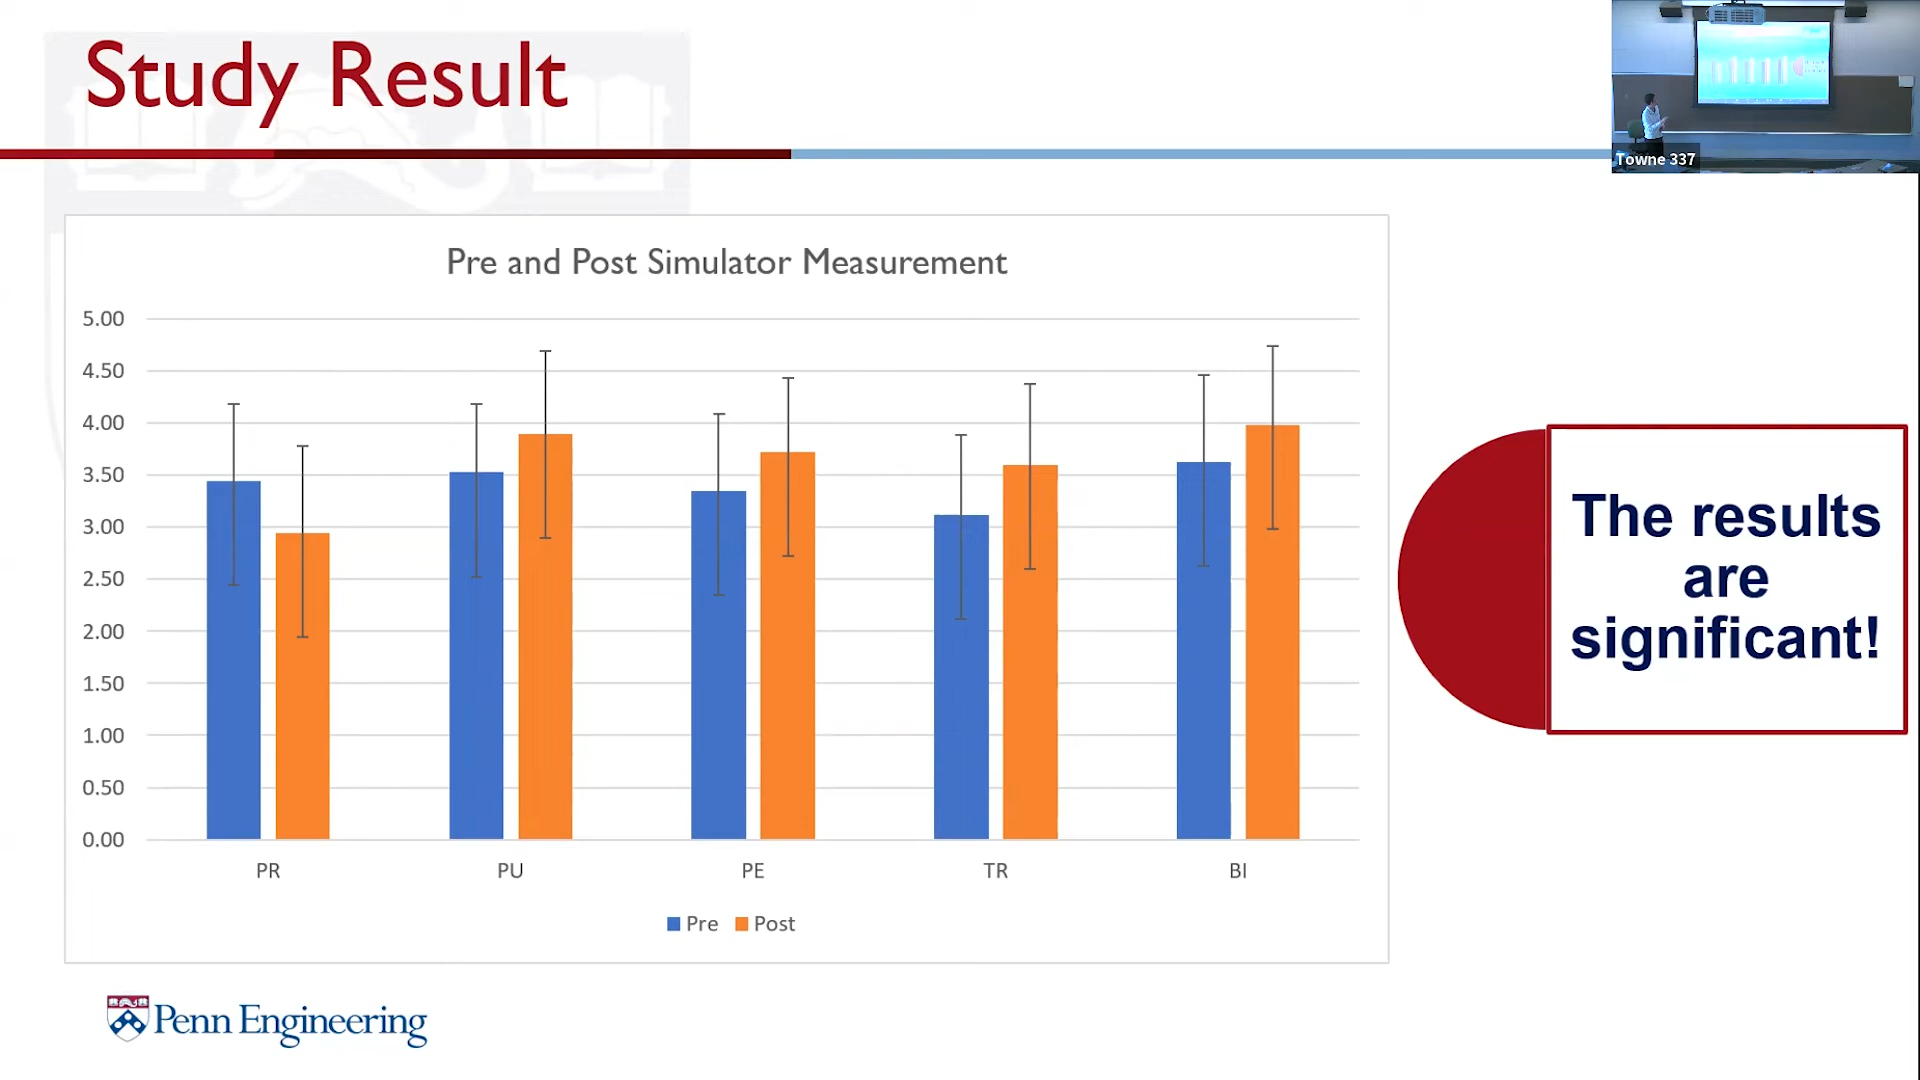 Study Result
Towne 337
Pre and Post Simulator Measurement
5.00
4.50
4.00
3.50
3.00
2.50
2.00
1.50
1.00
0.50
0.00
PR PU PE TR BI
Pre Post
The results
are
significant!
Penn Engineering